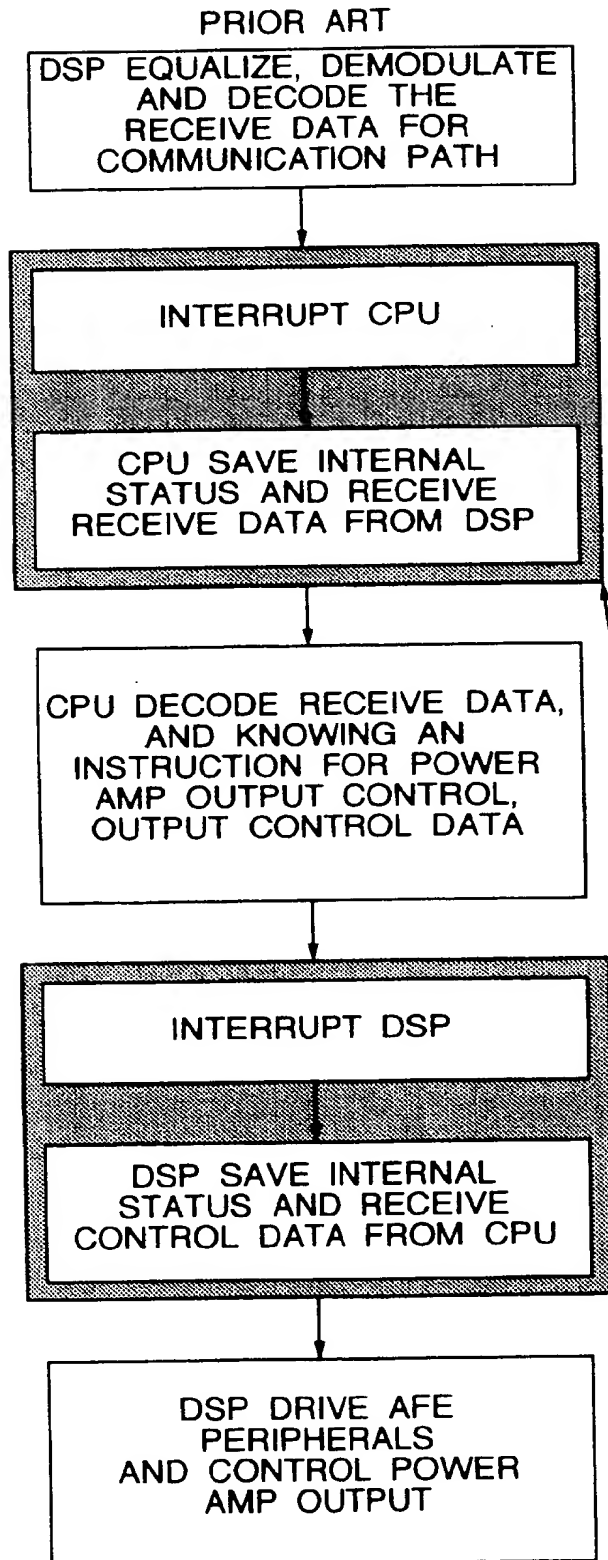 PRIOR ART
DSP EQUALIZE, DEMODULATE
AND DECODE THE
RECEIVE DATA FOR
COMMUNICATION PATH
INTERRUPT CPU
CPU SAVE INTERNAL
STATUS AND RECEIVE
RECEIVE DATA FROM DSP
CPU DECODE RECEIVE DATA,
AND KNOWING AN
INSTRUCTION FOR POWER
AMP OUTPUT CONTROL,
OUTPUT CONTROL DATA
INTERRUPT DSP
DSP SAVE INTERNAL
STATUS AND RECEIVE
CONTROL DATA FROM CPU
DSP DRIVE AFE
PERIPHERALS
AND CONTROL POWER
AMP OUTPUT